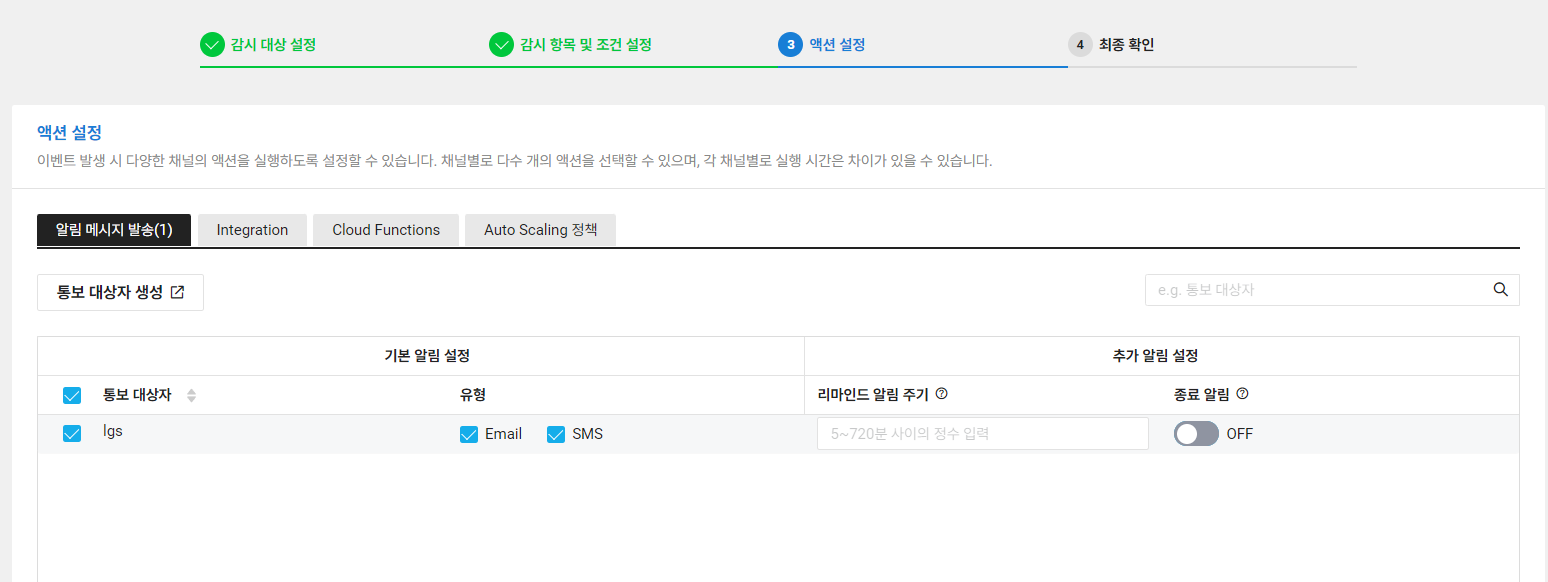 감시 대상 설정
감시 항목 및 조건 설정
3 액션 설정
4 최종 확인
액션 설정
이벤트 발생 시 다양한 채널의 액션을 실행하도록 설정할 수 있습니다. 채널별로 다수 개의 액션을 선택할 수 있으며, 각 채널별로 실행 시간은 차이가 있을 수 있습니다.
알림 메시지 발송(1)
Integration
Cloud Functions
Auto Scaling 정책
통보 대상자 생성
e.g. 통보 대상자
기본 알림 설정
추가 알림 설정
통보 대상자
유형
리마인드 알림 주기 ?
종료 알림 ?
lgs
Email
SMS
5~720분 사이의 정수 입력
OFF